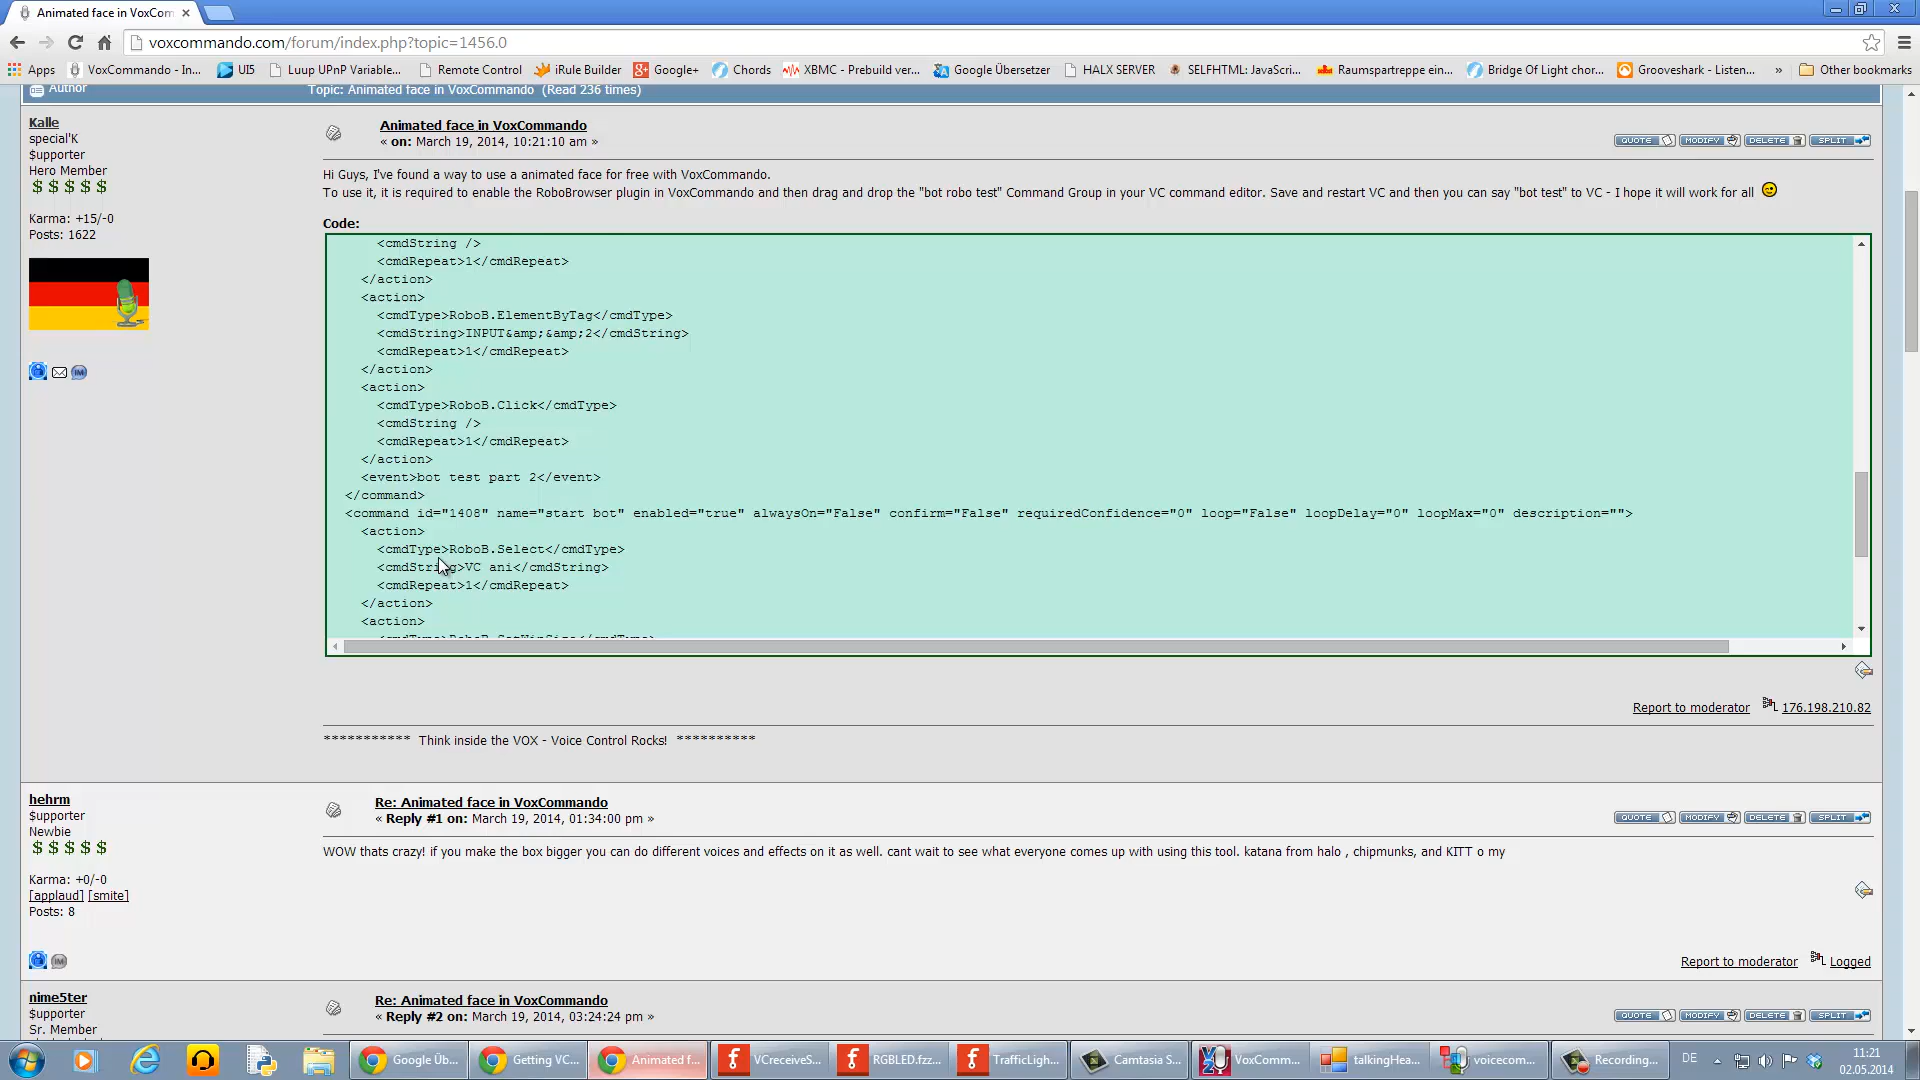 Animated face in VoxCom
voxcommando.com/forum/index.php?topic=1456.0
Apps VoxCommando - In... UI5 Luup UPnP Variable... Remote Control iRule Builder Google+ Chords XBMC - Prebuild ver... Google Übersetzer HALX SERVER SELFHTML: JavaScri... Raumspartreppe ein... Bridge Of Light chor... Grooveshark - Listen... » Other bookmarks
Author Topic: Animated face in VoxCommando (Read 236 times)
Kalle
special'K
$upporter
Hero Member
$ $ $ $ $
Karma: +15/-0
Posts: 1622
Animated face in VoxCommando
« on: March 19, 2014, 10:21:10 am »
QUOTE MODIFY DELETE SPLIT
Hi Guys, I've found a way to use a animated face for free with VoxCommando.
To use it, it is required to enable the RoboBrowser plugin in VoxCommando and then drag and drop the "bot robo test" Command Group in your VC command editor. Save and restart VC and then you can say "bot test" to VC - I hope it will work for all
Code:
<cmdString />
<cmdRepeat>1</cmdRepeat>
</action>
<action>
<cmdType>RoboB.ElementByTag</cmdType>
<cmdString>INPUT&amp;&amp;2</cmdString>
<cmdRepeat>1</cmdRepeat>
</action>
<action>
<cmdType>RoboB.Click</cmdType>
<cmdString />
<cmdRepeat>1</cmdRepeat>
</action>
<event>bot test part 2</event>
</command>
<command id="1408" name="start bot" enabled="true" alwaysOn="False" confirm="False" requiredConfidence="0" loop="False" loopDelay="0" loopMax="0" description="">
<action>
<cmdType>RoboB.Select</cmdType>
<cmdString>VC ani</cmdString>
<cmdRepeat>1</cmdRepeat>
</action>
<action>
<cmdType>RoboB.SetWinSize</cmdType>
Report to moderator 176.198.210.82
*********** Think inside the VOX - Voice Control Rocks! **********
hehrm
$upporter
Newbie
$ $ $ $ $
Karma: +0/-0
[applaud] [smite]
Posts: 8
Re: Animated face in VoxCommando
« Reply #1 on: March 19, 2014, 01:34:00 pm »
QUOTE MODIFY DELETE SPLIT
WOW thats crazy! if you make the box bigger you can do different voices and effects on it as well. cant wait to see what everyone comes up with using this tool. katana from halo , chipmunks, and KITT o my
Report to moderator Logged
nime5ter
$upporter
Sr. Member
Re: Animated face in VoxCommando
« Reply #2 on: March 19, 2014, 03:24:24 pm »
QUOTE MODIFY DELETE SPLIT
Google Üb... Getting VC... Animated f... VCreceiveS... RGBLED.fzz... TrafficLigh... Camtasia S... VoxComm... talkingHea... voicecom... Recording... DE 11:21
02.05.2014